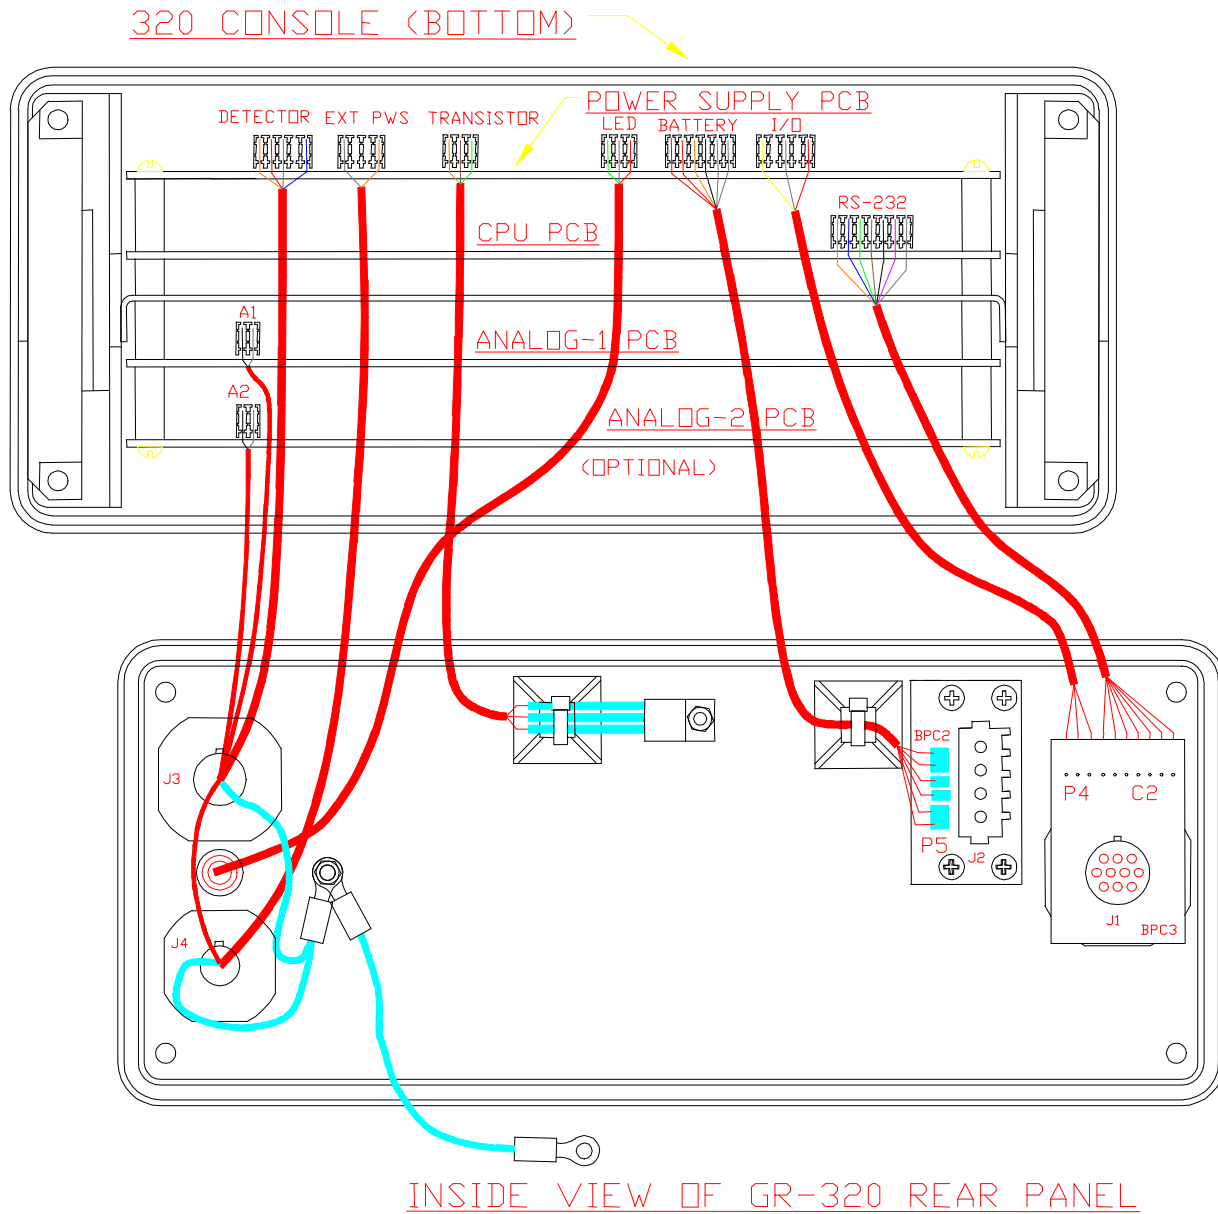 320 CONSOLE (BOTTOM)
POWER SUPPLY PCB
DETECTOR EXT PWS TRANSISTOR LED BATTERY I/O
RS-232
CPU PCB
A1
ANALOG-1 PCB
A2
ANALOG-2 PCB
(OPTIONAL)
BPC2
J3
P4 C2
P5
J2
J1
BPC3
J4
INSIDE VIEW OF GR-320 REAR PANEL